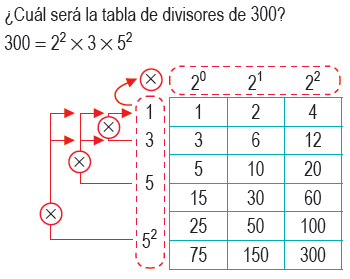 ¿Cuál será la tabla de divisores de 300?
300 = 2² × 3 × 5²
× 2⁰ 2¹ 2²
1 1 2 4
× 3 3 6 12
× 5 5 10 20
15 30 60
× 5² 25 50 100
75 150 300